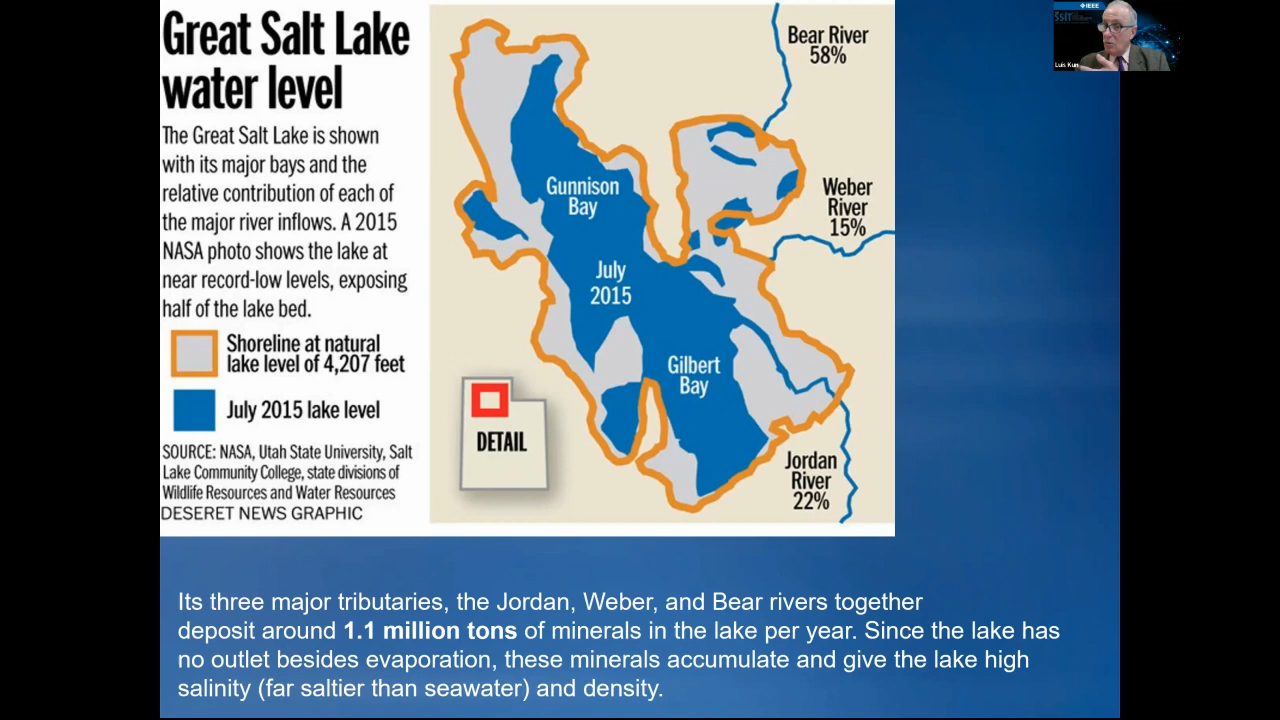 Great Salt Lake
water level
The Great Salt Lake is shown
with its major bays and the
relative contribution of each of
the major river inflows. A 2015
NASA photo shows the lake at
near record-low levels, exposing
half of the lake bed.
Shoreline at natural
lake level of 4,207 feet
July 2015 lake level
SOURCE: NASA, Utah State University, Salt
Lake Community College, state divisions of
Wildlife Resources and Water Resources
DESERET NEWS GRAPHIC
Bear River
58%
Gunnison
Bay
Weber
River
15%
July
2015
Gilbert
Bay
DETAIL
Jordan
River
22%
IEEE
SSIT
Luis Kun
Its three major tributaries, the Jordan, Weber, and Bear rivers together
deposit around 1.1 million tons of minerals in the lake per year. Since the lake has
no outlet besides evaporation, these minerals accumulate and give the lake high
salinity (far saltier than seawater) and density.